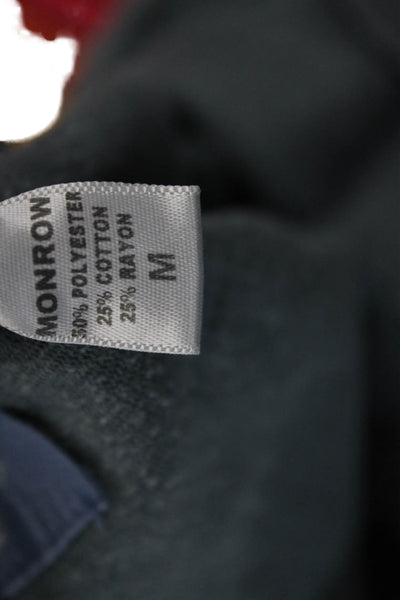 MONROW
50% POLYESTER
25% COTTON
25% RAYON
M